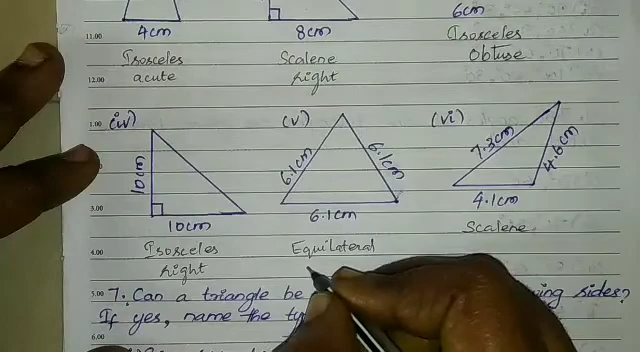 4cm 8cm 6cm
11.00
Isosceles acute
Scalene right
Isosceles Obtuse
12.00
1.00
(iv) (v) (vi)
10cm
10cm
6.1cm 6.1cm
6.1cm
7.3cm 4.6cm
4.1cm
3.00
Isosceles right
Equilateral
Scalene
4.00
5.00
7. Can a triangle be sides?
If yes, name the
6.00